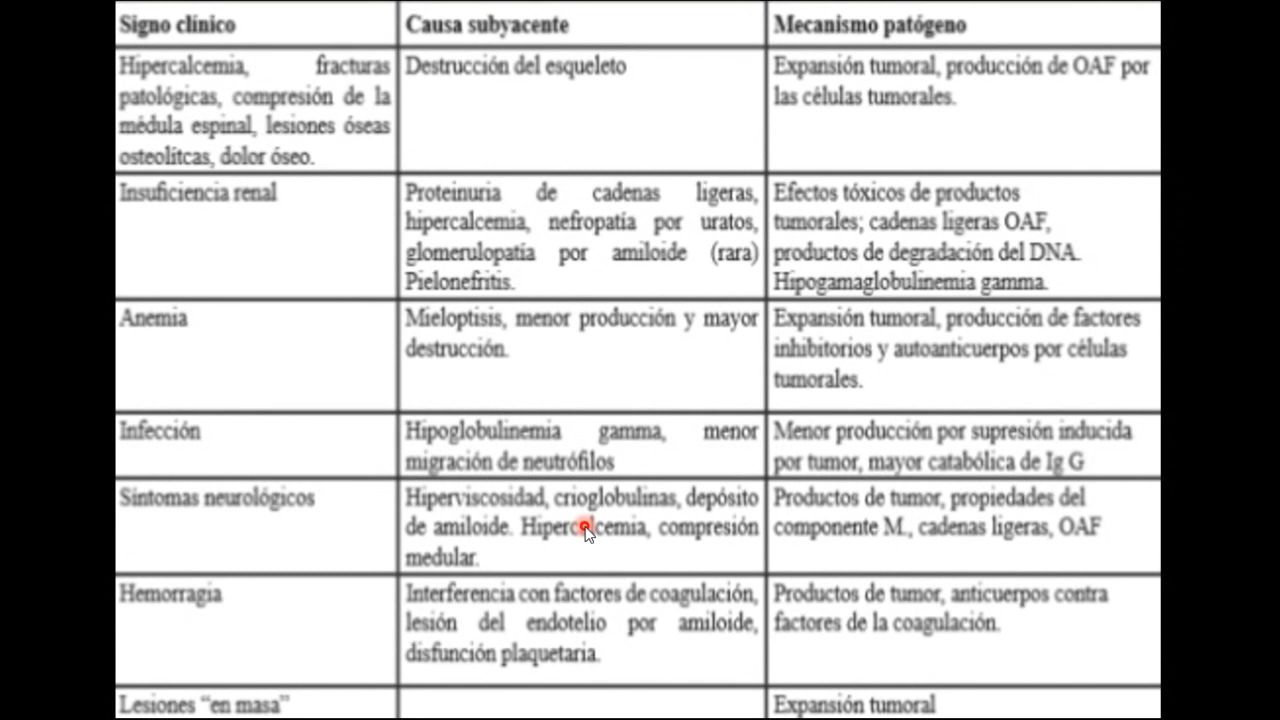 Signo clínico
Causa subyacente
Mecanismo patógeno
Hipercalcemia, fracturas
patológicas, compresión de la
médula espinal, lesiones óseas
osteolítcas, dolor óseo.
Destrucción del esqueleto
Expansión tumoral, producción de OAF por
las células tumorales.
Insuficiencia renal
Proteinuria de cadenas ligeras,
hipercalcemia, nefropatía por uratos,
glomerulopatía por amiloide (rara)
Pielonefritis.
Efectos tóxicos de productos
tumorales; cadenas ligeras OAF,
productos de degradación del DNA.
Hipogamaglobulinemia gamma.
Anemia
Mieloptisis, menor producción y mayor
destrucción.
Expansión tumoral, producción de factores
inhibitorios y autoanticuerpos por células
tumorales.
Infección
Hipoglobulinemia gamma, menor
migración de neutrófilos
Menor producción por supresión inducida
por tumor, mayor catabólica de Ig G
Síntomas neurológicos
Hiperviscosidad, crioglobulinas, depósito
de amiloide. Hipercalcemia, compresión
medular.
Productos de tumor, propiedades del
componente M., cadenas ligeras, OAF
Hemorragia
Interferencia con factores de coagulación,
lesión del endotelio por amiloide,
disfunción plaquetaria.
Productos de tumor, anticuerpos contra
factores de la coagulación.
Lesiones “en masa”
Expansión tumoral